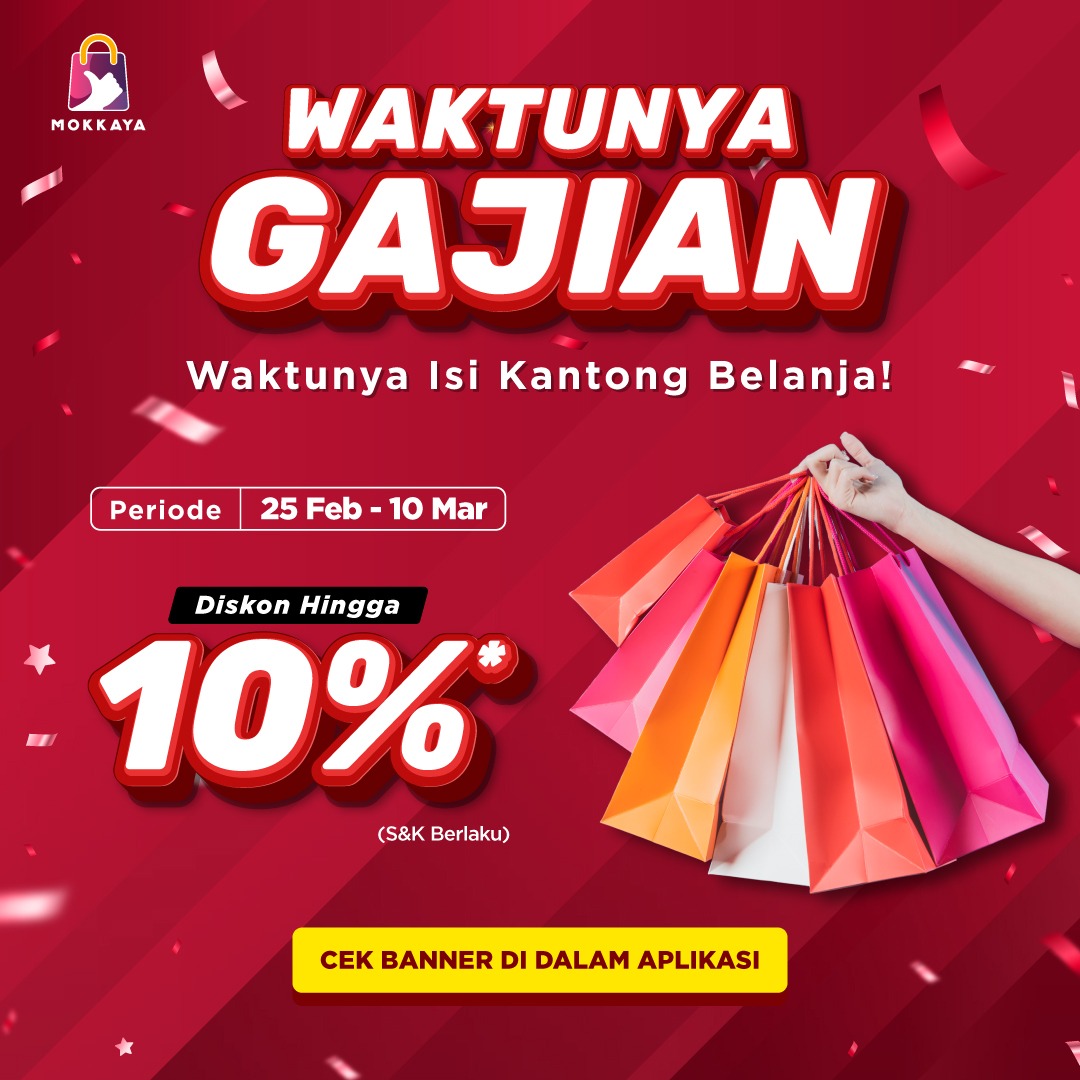 MOKKAYA
WAKTUNYA
GAJIAN
Waktunya Isi Kantong Belanja!
Periode 25 Feb - 10 Mar
Diskon Hingga
10%*
(S&K Berlaku)
CEK BANNER DI DALAM APLIKASI